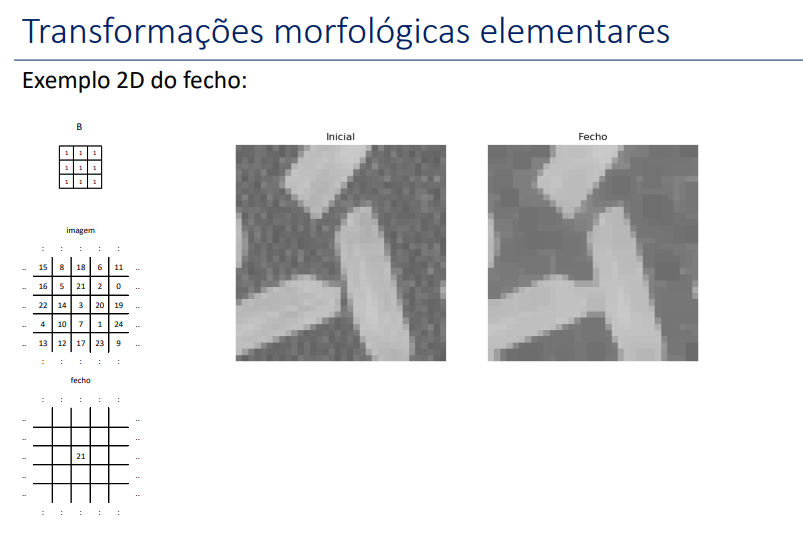 Transformações morfológicas elementares
Exemplo 2D do fecho:
B
1 1 1
1 1 1
1 1 1
imagem
: : : : :
.. 15 8 18 6 11 ..
.. 16 5 21 2 0 ..
.. 22 14 3 20 19 ..
.. 4 10 7 1 24 ..
.. 13 12 17 23 9 ..
: : : : :
fecho
: : : : :
.. ..
.. ..
.. 21 ..
.. ..
.. ..
: : : : :
Inicial
Fecho